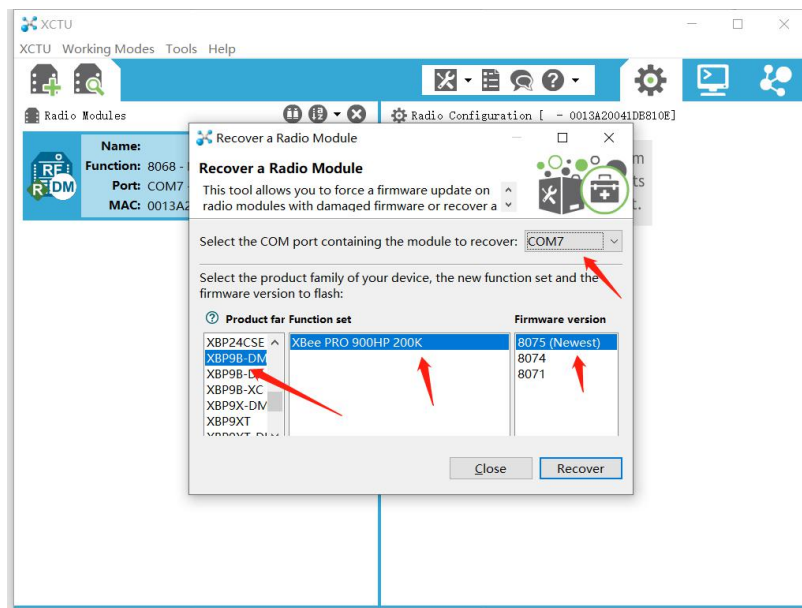 XCTU
XCTU Working Modes Tools Help
Radio Modules
Radio Configuration [ - 0013A20041DB810E]
Name:
Function: 8068 -
Port: COM7
MAC: 0013A2
RF
R DM
Recover a Radio Module
Recover a Radio Module
This tool allows you to force a firmware update on
radio modules with damaged firmware or recover a
Select the COM port containing the module to recover: COM7
Select the product family of your device, the new function set and the
firmware version to flash:
Product far Function set Firmware version
XBP24CSE
XBP9B-DM
XBP9B-D
XBP9B-XC
XBP9X-DM
XBP9XT
XBee PRO 900HP 200K
8075 (Newest)
8074
8071
Close Recover
m
ts
t.